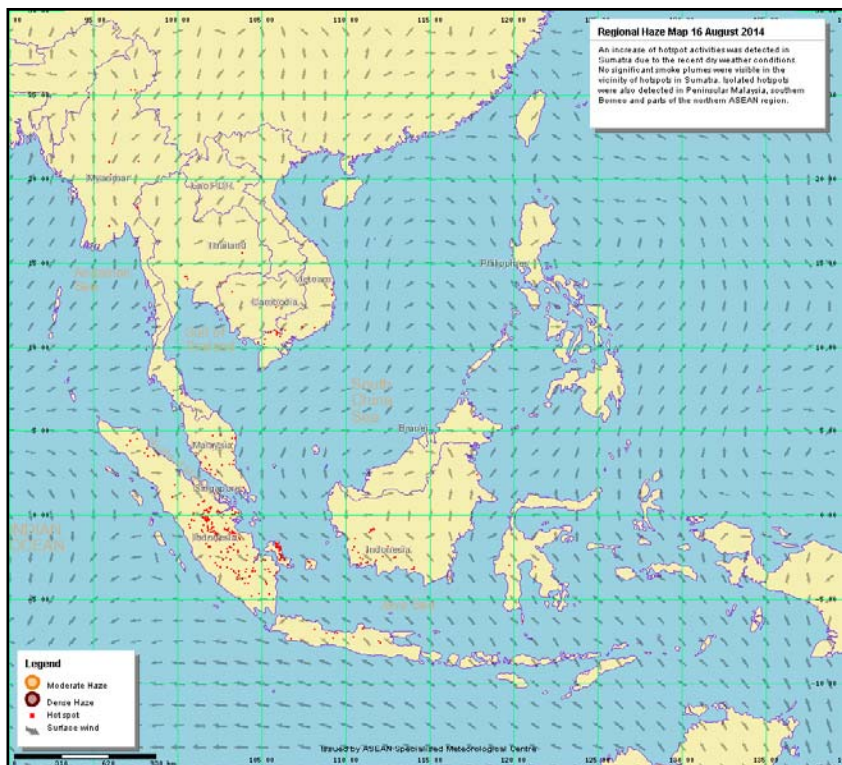 Regional Haze Map 16 August 2014
An increase of hotspot activities was detected in
Sumatra due to the recent dry weather conditions.
No significant smoke plumes were visible in the
vicinity of hotspots in Sumatra. Isolated hotspots
were also detected in Peninsular Malaysia, southern
Borneo and parts of the northern ASEAN region.
Myanmar
Lao PDR
Thailand
Vietnam
Philippines
Sea
Cambodia
South
China
Sea
Brunei
Malaysia
Singapore
INDIAN
OCEAN
Indonesia
Indonesia
Java Sea
Legend
Moderate Haze
Dense Haze
Hotspot
Surface wind
Issued by ASEAN Specialised Meteorological Centre